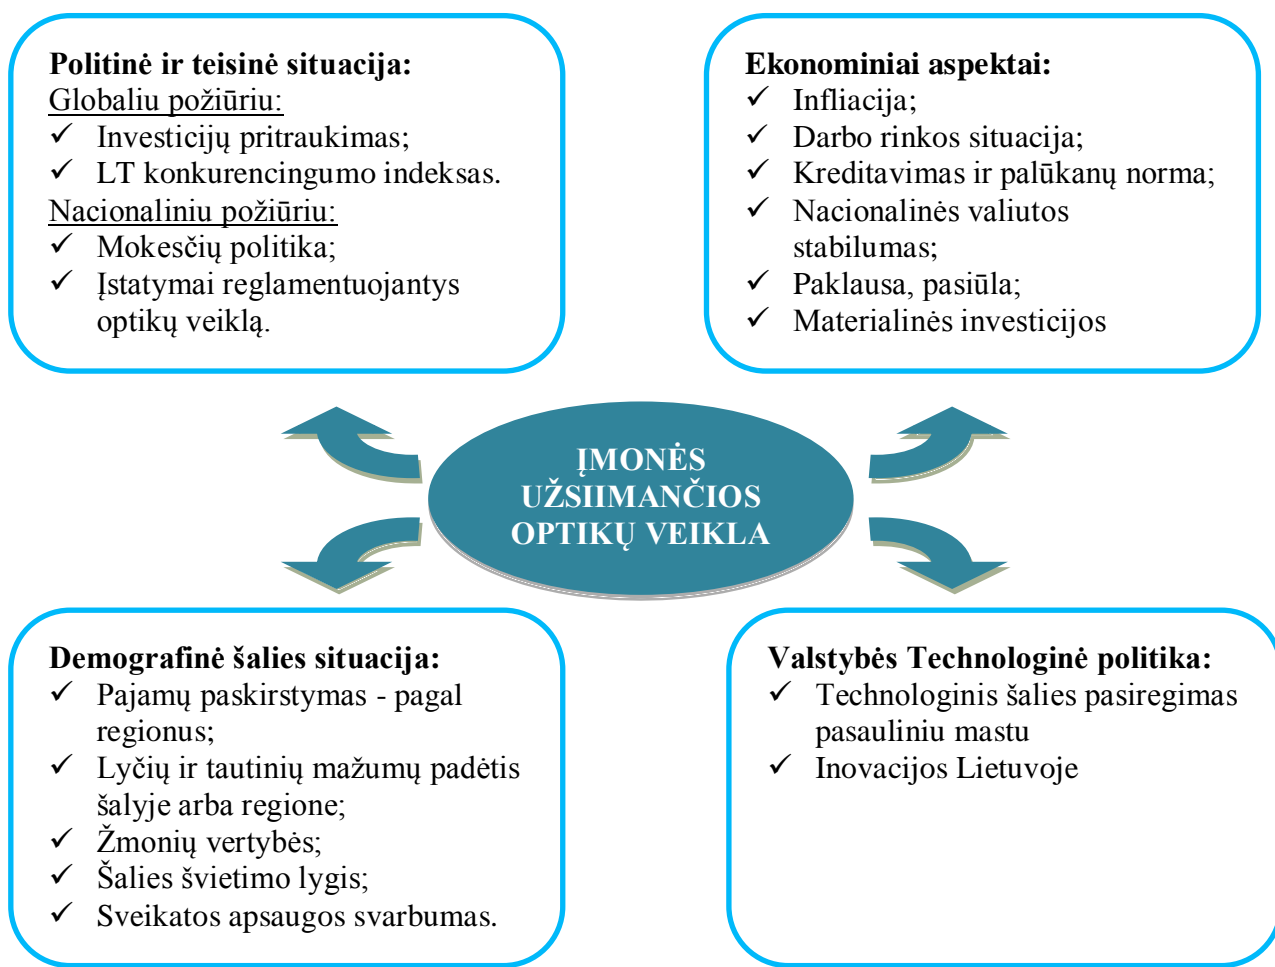 Politinė ir teisinė situacija:
Globaliu požiūriu:
✓ Investicijų pritraukimas;
✓ LT konkurencingumo indeksas.
Nacionaliniu požiūriu:
✓ Mokesčių politika;
✓ Įstatymai reglamentuojantys
optikų veiklą.
Ekonominiai aspektai:
✓ Infliacija;
✓ Darbo rinkos situacija;
✓ Kreditavimas ir palūkanų norma;
✓ Nacionalinės valiutos
stabilumas;
✓ Paklausa, pasiūla;
✓ Materialinės investicijos
ĮMONĖS
UŽSIIMANČIOS
OPTIKŲ VEIKLA
Demografinė šalies situacija:
✓ Pajamų paskirstymas - pagal
regionus;
✓ Lyčių ir tautinių mažumų padėtis
šalyje arba regione;
✓ Žmonių vertybės;
✓ Šalies švietimo lygis;
✓ Sveikatos apsaugos svarbumas.
Valstybės Technologinė politika:
✓ Technologinis šalies pasiregimas
pasauliniu mastu
✓ Inovacijos Lietuvoje